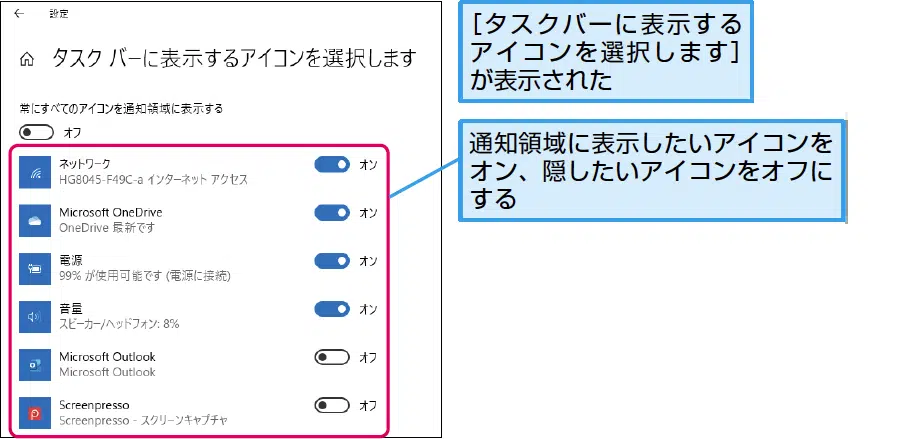 ← 設定
タスク バーに表示するアイコンを選択します
常にすべてのアイコンを通知領域に表示する
オフ
ネットワーク オン
HG8045-F49C-a インターネット アクセス
Microsoft OneDrive オン
OneDrive 最新です
電源 オン
99% が使用可能です (電源に接続)
音量 オン
スピーカー/ヘッドフォン: 8%
Microsoft Outlook オフ
Microsoft Outlook
Screenpresso オフ
Screenpresso - スクリーンキャプチャ
［タスクバーに表示する
アイコンを選択します］
が表示された
通知領域に表示したいアイコンを
オン、隠したいアイコンをオフに
する